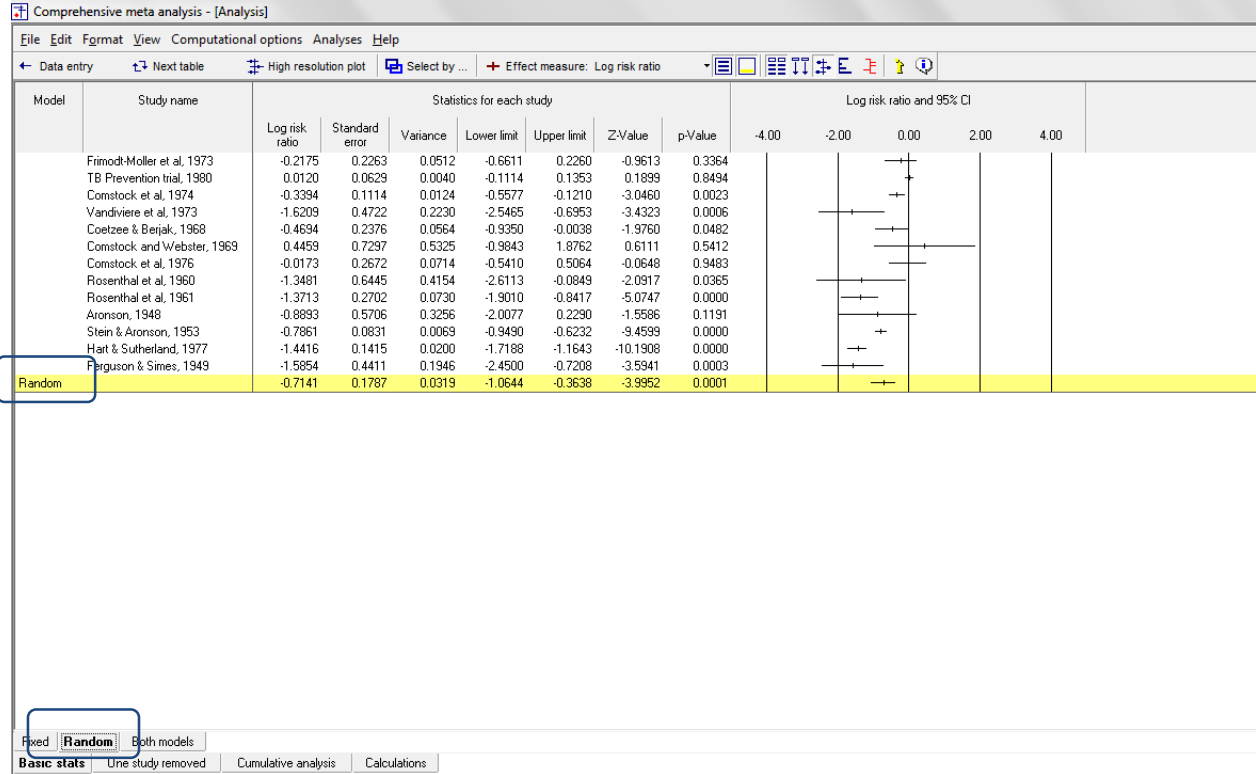 Comprehensive meta analysis - [Analysis]
File Edit Format View Computational options Analyses Help
← Data entry Next table High resolution plot Select by ... Effect measure: Log risk ratio
Model Study name Statistics for each study Log risk ratio and 95% CI
Log risk ratio Standard error Variance Lower limit Upper limit Z-Value p-Value -4.00 -2.00 0.00 2.00 4.00
Frimodt-Moller et al, 1973 -0.2175 0.2263 0.0512 -0.6611 0.2260 -0.9613 0.3364
TB Prevention trial, 1980 0.0120 0.0629 0.0040 -0.1114 0.1353 0.1899 0.8494
Comstock et al, 1974 -0.3394 0.1114 0.0124 -0.5577 -0.1210 -3.0460 0.0023
Vandiviere et al, 1973 -1.6209 0.4722 0.2230 -2.5465 -0.6953 -3.4323 0.0006
Coetzee & Berjak, 1968 -0.4694 0.2376 0.0564 -0.9350 -0.0038 -1.9760 0.0482
Comstock and Webster, 1969 0.4459 0.7297 0.5325 -0.9843 1.8762 0.6111 0.5412
Comstock et al, 1976 -0.0173 0.2672 0.0714 -0.5410 0.5064 -0.0648 0.9483
Rosenthal et al, 1960 -1.3481 0.6445 0.4154 -2.6113 -0.0849 -2.0917 0.0365
Rosenthal et al, 1961 -1.3713 0.2702 0.0730 -1.9010 -0.8417 -5.0747 0.0000
Aronson, 1948 -0.8893 0.5706 0.3256 -2.0077 0.2290 -1.5586 0.1191
Stein & Aronson, 1953 -0.7861 0.0831 0.0069 -0.9490 -0.6232 -9.4599 0.0000
Hart & Sutherland, 1977 -1.4416 0.1415 0.0200 -1.7188 -1.1643 -10.1908 0.0000
Ferguson & Simes, 1949 -1.5854 0.4411 0.1946 -2.4500 -0.7208 -3.5941 0.0003
Random -0.7141 0.1787 0.0319 -1.0644 -0.3638 -3.9952 0.0001
Fixed Random Both models
Basic stats One study removed Cumulative analysis Calculations